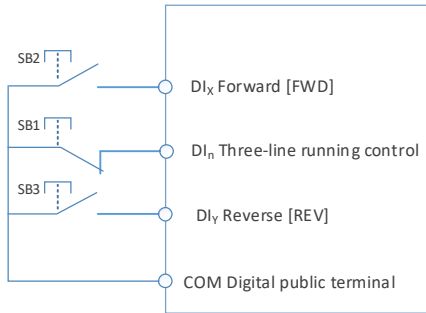 SB2
DIX Forward [FWD]
SB1
DIn Three-line running control
SB3
DIY Reverse [REV]
COM Digital public terminal